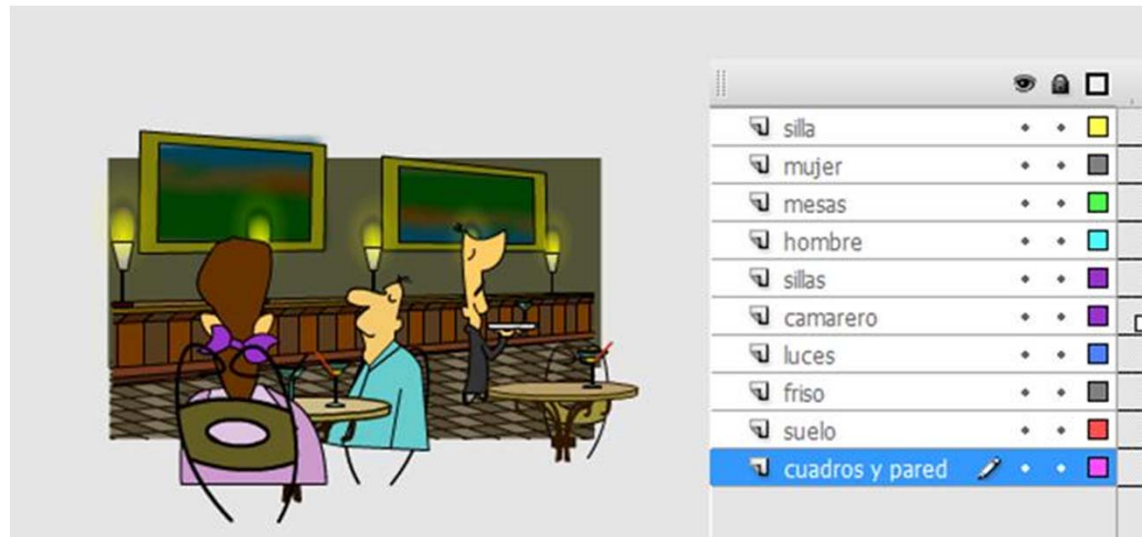 silla
mujer
mesas
hombre
sillas
camarero
luces
friso
suelo
cuadros y pared